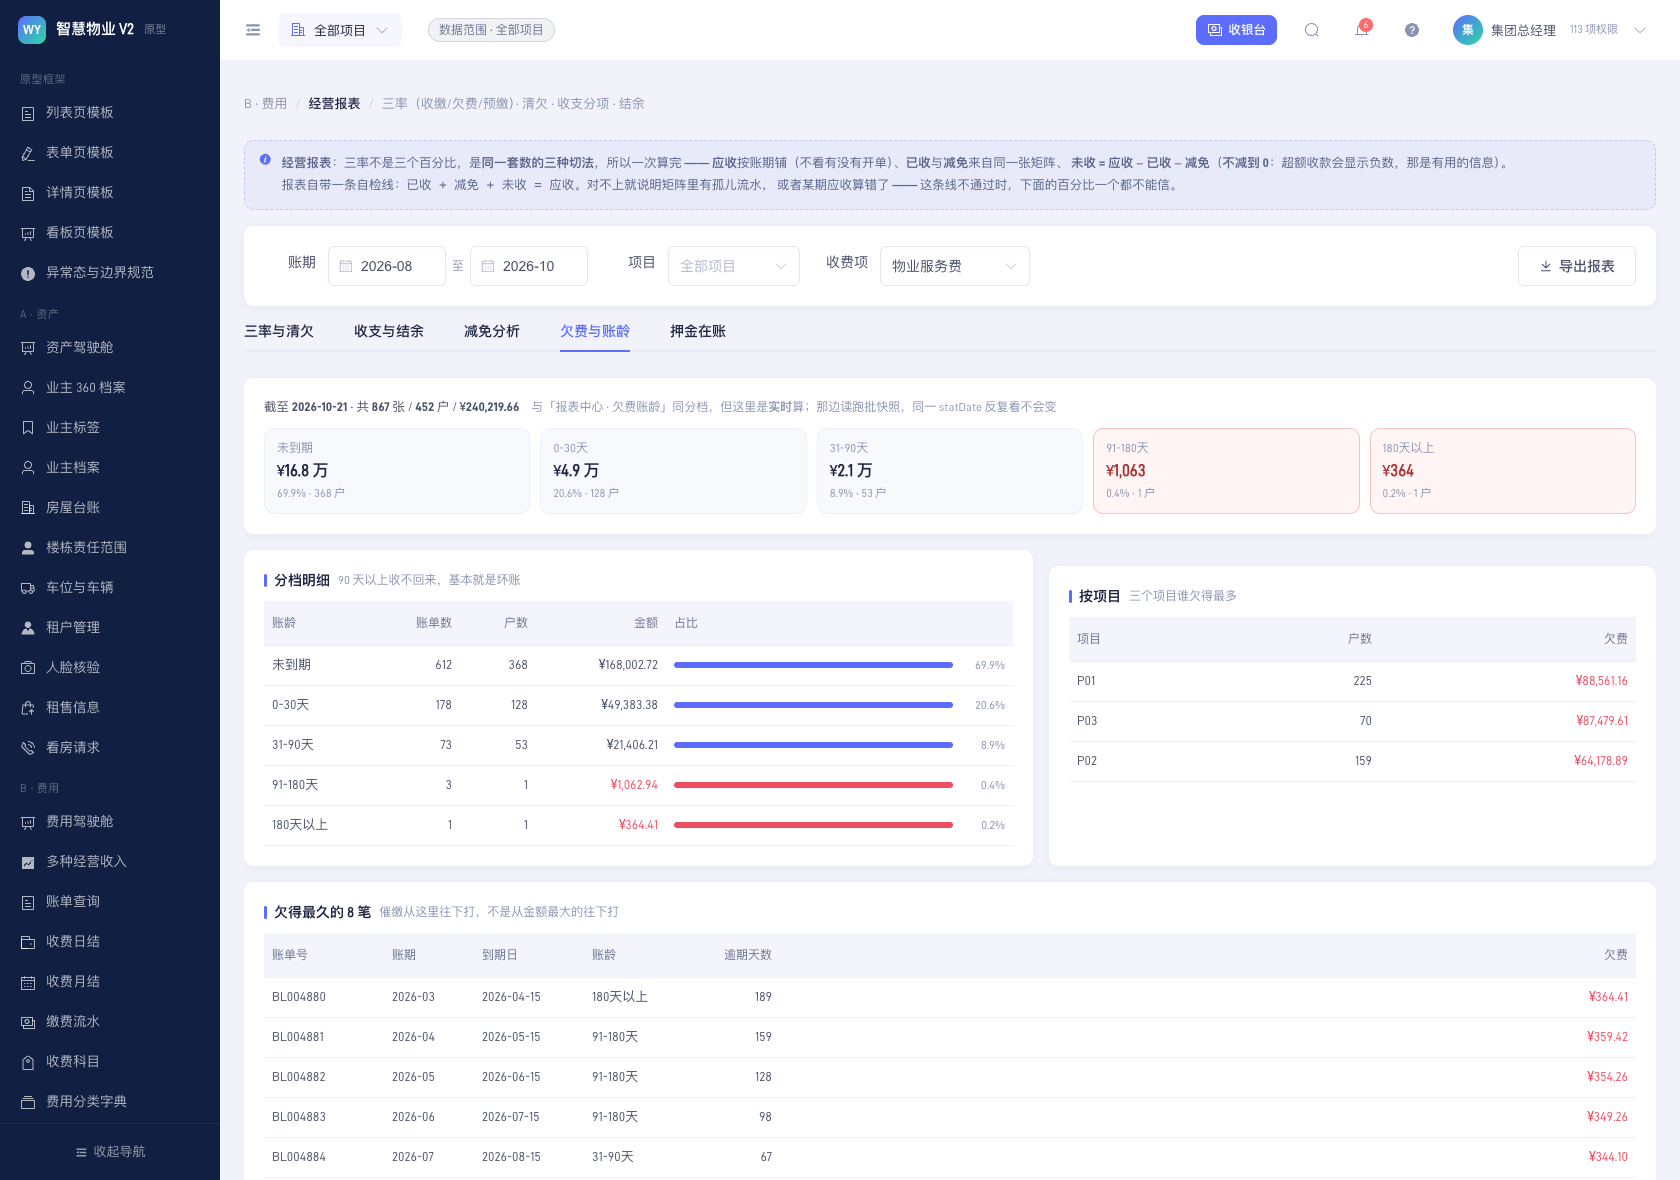 WY 智慧物业 V2 原型
原型框架
列表页模板
表单页模板
详情页模板
看板页模板
异常态与边界规范
A · 资产
资产驾驶舱
业主 360 档案
业主标签
业主档案
房屋台账
楼栋责任范围
车位与车辆
租户管理
人脸核验
租售信息
看房请求
B · 费用
费用驾驶舱
多种经营收入
账单查询
收费日结
收费月结
缴费流水
收费科目
费用分类字典
收起导航
全部项目
数据范围 · 全部项目
收银台
6
?
集 集团总经理 113 项权限
B · 费用 / 经营报表 / 三率（收缴/欠费/预缴）· 清欠 · 收支分项 · 结余
经营报表：三率不是三个百分比，是同一套数的三种切法，所以一次算完 —— 应收按账期铺（不看有没有开单）、已收与减免来自同一张矩阵、未收 = 应收 − 已收 − 减免（不减到 0：超额收款会显示负数，那是有用的信息）。
报表自带一条自检线：已收 + 减免 + 未收 = 应收。对不上就说明矩阵里有孤儿流水，或者某期应收算错了 —— 这条线不通过时，下面的百分比一个都不能信。
账期 2026-08 至 2026-10 项目 全部项目 收费项 物业服务费 导出报表
三率与清欠 收支与结余 减免分析 欠费与账龄 押金在账
截至 2026-10-21 · 共 867 张 / 452 户 / ¥240,219.66 与「报表中心 · 欠费账龄」同分档，但这里是实时算；那边读跑批快照，同一 statDate 反复看不会变
未到期 0-30天 31-90天 91-180天 180天以上
¥16.8 万 ¥4.9 万 ¥2.1 万 ¥1,063 ¥364
69.9% · 368 户 20.6% · 128 户 8.9% · 53 户 0.4% · 1 户 0.2% · 1 户
分档明细 90 天以上收不回来，基本就是坏账
账龄 账单数 户数 金额 占比
未到期 612 368 ¥168,002.72 69.9%
0-30天 178 128 ¥49,383.38 20.6%
31-90天 73 53 ¥21,406.21 8.9%
91-180天 3 1 ¥1,062.94 0.4%
180天以上 1 1 ¥364.41 0.2%
按项目 三个项目谁欠得最多
项目 户数 欠费
P01 225 ¥88,561.16
P03 70 ¥87,479.61
P02 159 ¥64,178.89
欠得最久的 8 笔 催缴从这里往下打，不是从金额最大的往下打
账单号 账期 到期日 账龄 逾期天数 欠费
BL004880 2026-03 2026-04-15 180天以上 189 ¥364.41
BL004881 2026-04 2026-05-15 91-180天 159 ¥359.42
BL004882 2026-05 2026-06-15 91-180天 128 ¥354.26
BL004883 2026-06 2026-07-15 91-180天 98 ¥349.26
BL004884 2026-07 2026-08-15 31-90天 67 ¥344.10